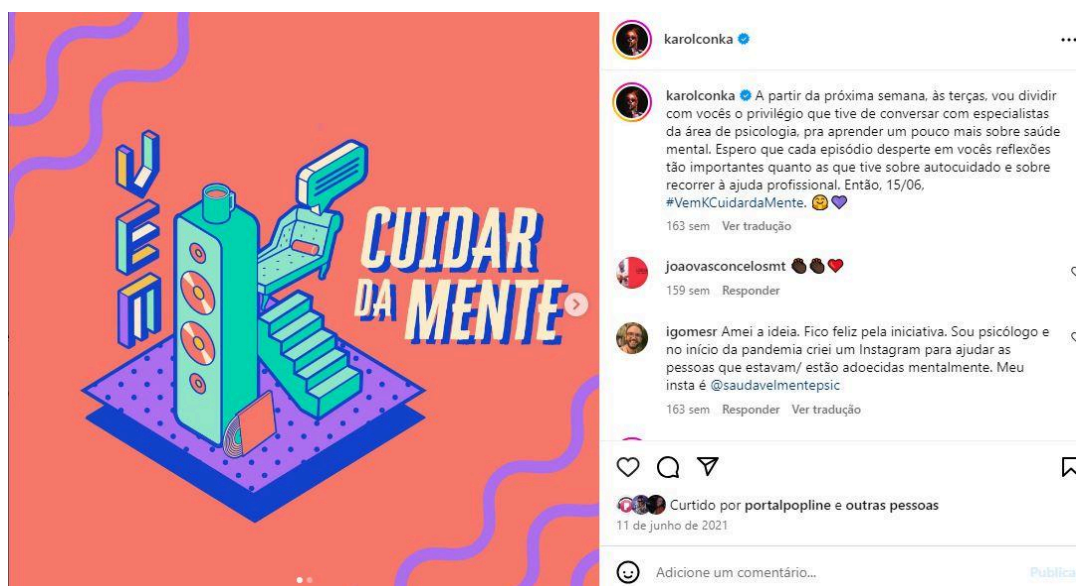 VEM
K
CUIDAR
DA MENTE
karolconka
karolconka A partir da próxima semana, às terças, vou dividir
com vocês o privilégio que tive de conversar com especialistas
da área de psicologia, pra aprender um pouco mais sobre saúde
mental. Espero que cada episódio desperte em vocês reflexões
tão importantes quanto as que tive sobre autocuidado e sobre
recorrer à ajuda profissional. Então, 15/06,
#VemKCuidardaMente. 🤗💜
163 sem Ver tradução
joaovasconcelosmt ✊🏿✊🏿❤️
159 sem Responder
igomesr Amei a ideia. Fico feliz pela iniciativa. Sou psicólogo e
no início da pandemia criei um Instagram para ajudar as
pessoas que estavam/ estão adoecidas mentalmente. Meu
insta é @saudavelmentepsic
163 sem Responder Ver tradução
Curtido por portalpopline e outras pessoas
11 de junho de 2021
Adicione um comentário...
Publica